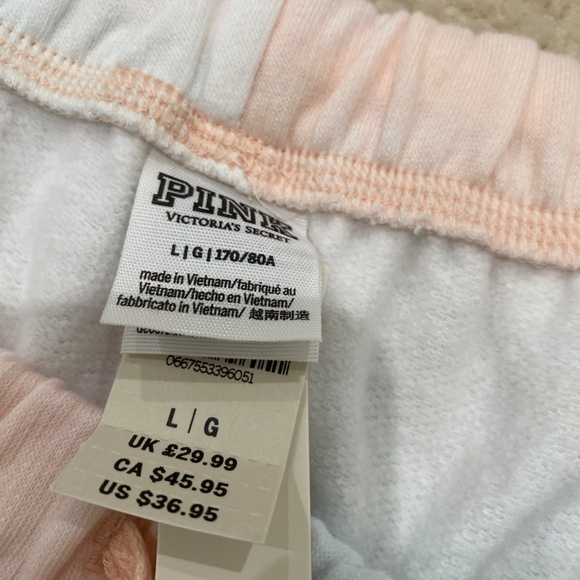 PINK
VICTORIA'S SECRET
L|G|170/80A
made in Vietnam/fabriqué au
Vietnam/hecho en Vietnam/
fabbricato in Vietnam/ 越南制造
0667553396051
L|G
UK £29.99
CA $45.95
US $36.95